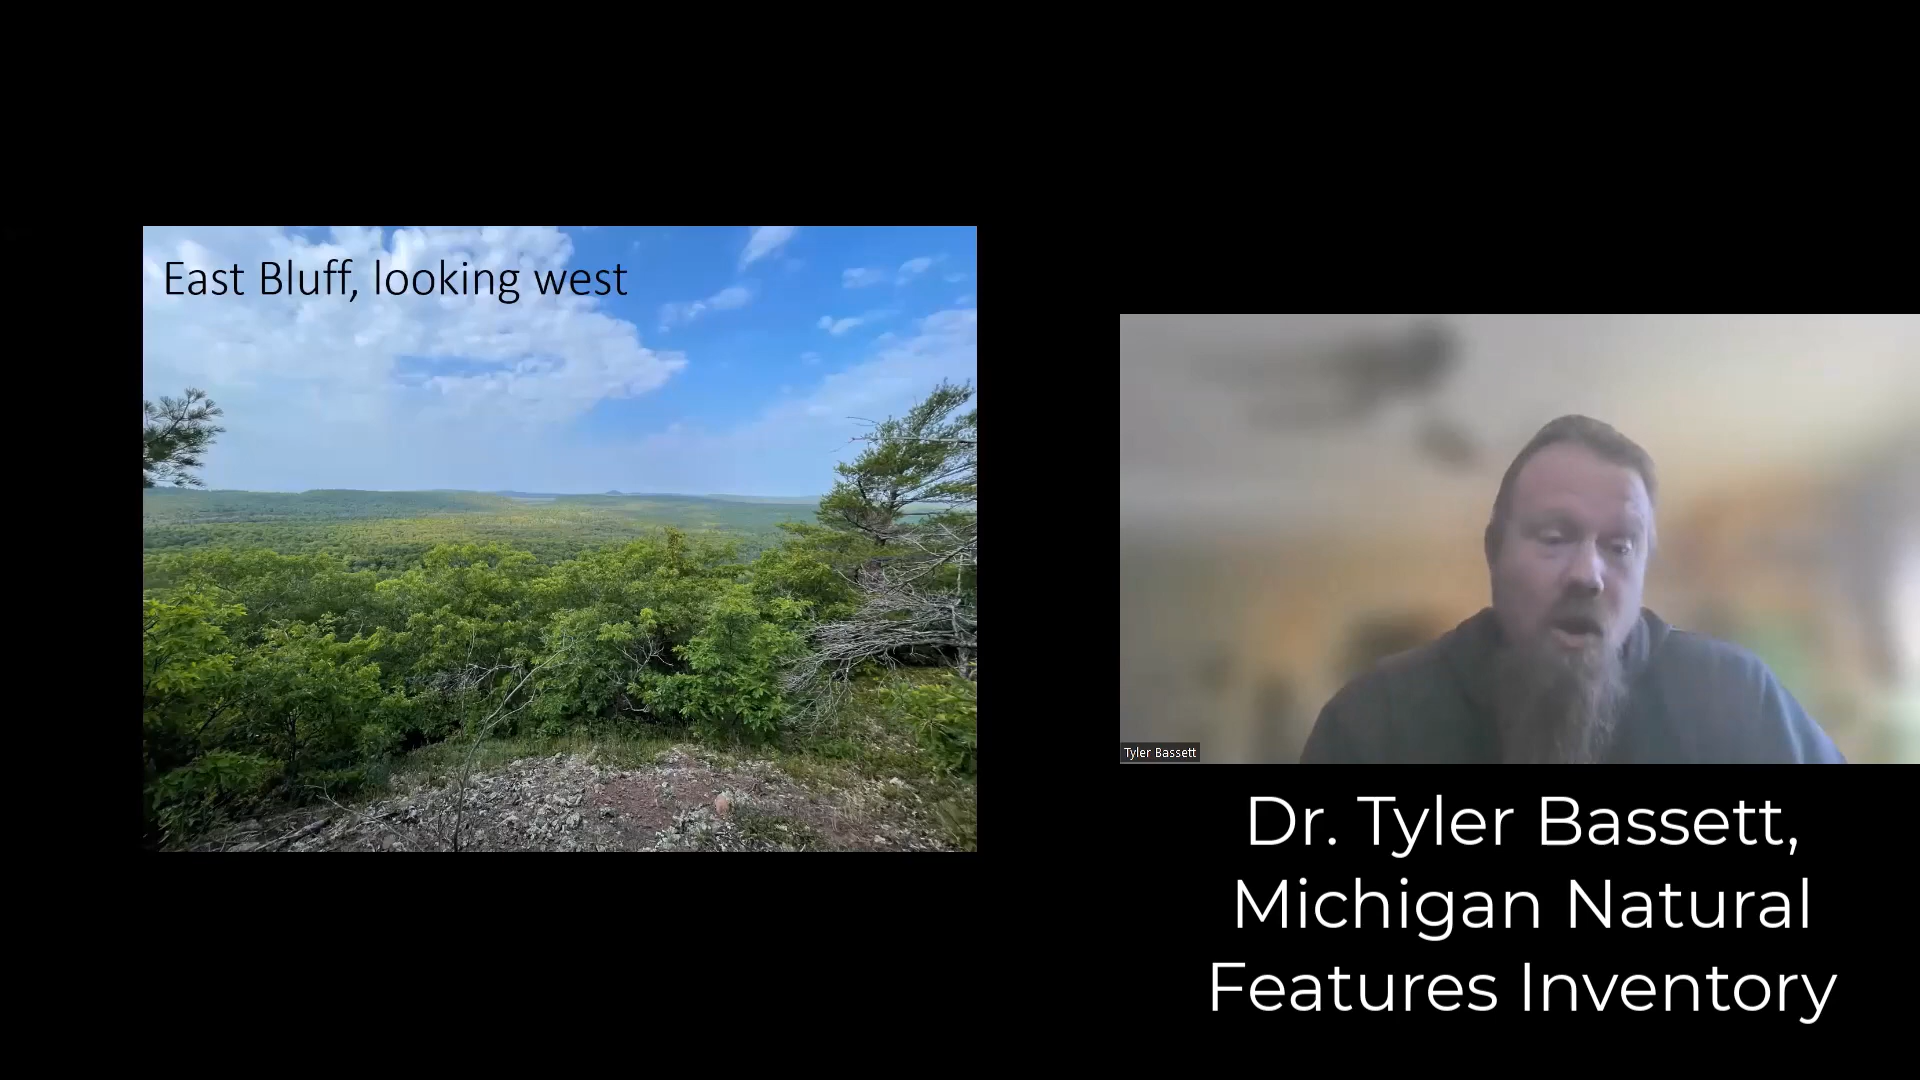 East Bluff, looking west
Tyler Bassett
Dr. Tyler Bassett,
Michigan Natural
Features Inventory